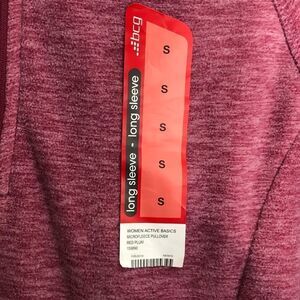 bcg
S
S
S
S
S
long sleeve - long sleeve
WOMEN ACTIVE BASICS
MICROFLEECE PULLOVER
RED PLUM